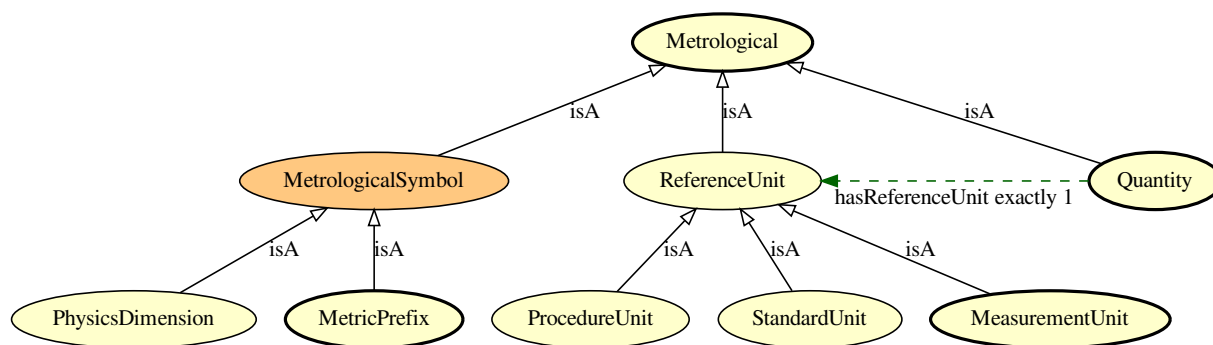 Metrological
isA
isA
isA
MetrologicalSymbol
ReferenceUnit
hasReferenceUnit exactly 1
Quantity
isA
isA
isA
isA
isA
PhysicsDimension
MetricPrefix
ProcedureUnit
StandardUnit
MeasurementUnit